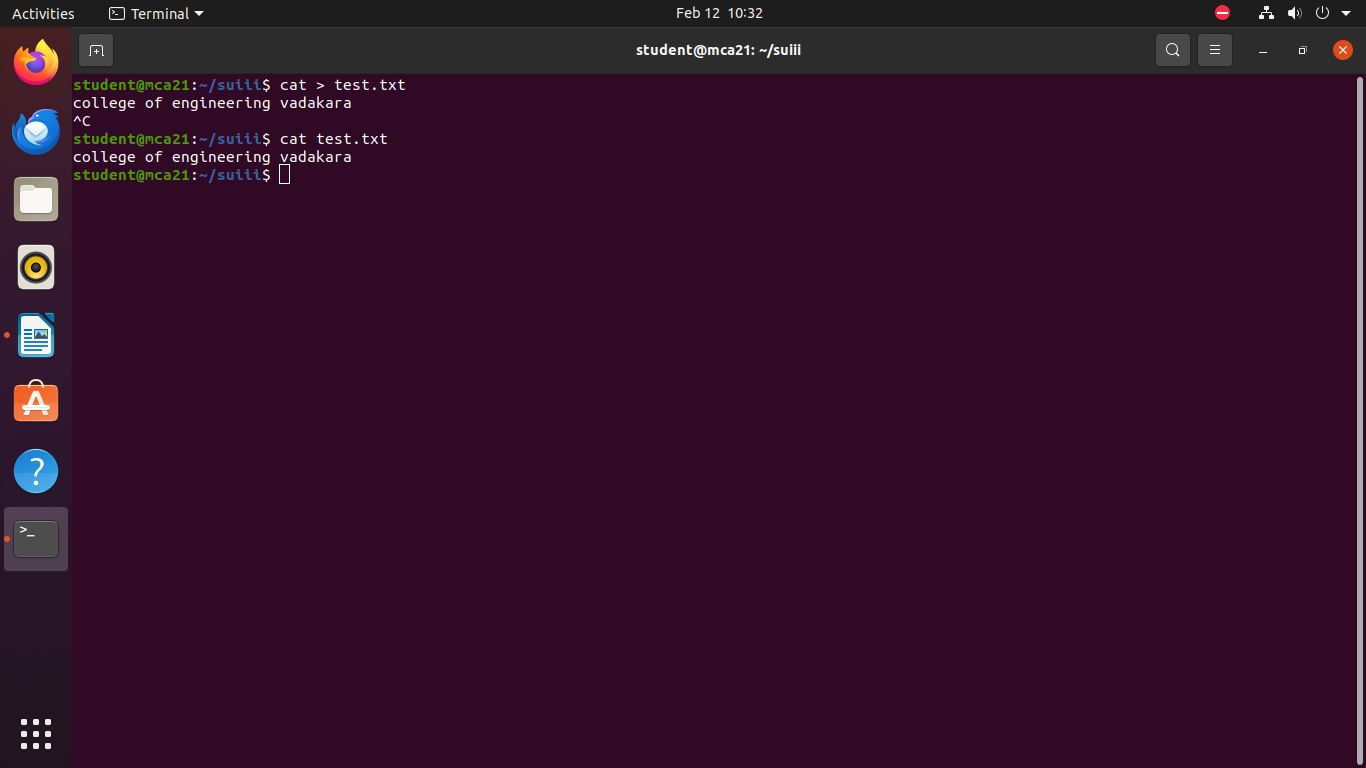 Activities Terminal Feb 12 10:32
student@mca21: ~/suiii
student@mca21:~/suiii$ cat > test.txt
college of engineering vadakara
^C
student@mca21:~/suiii$ cat test.txt
college of engineering vadakara
student@mca21:~/suiii$